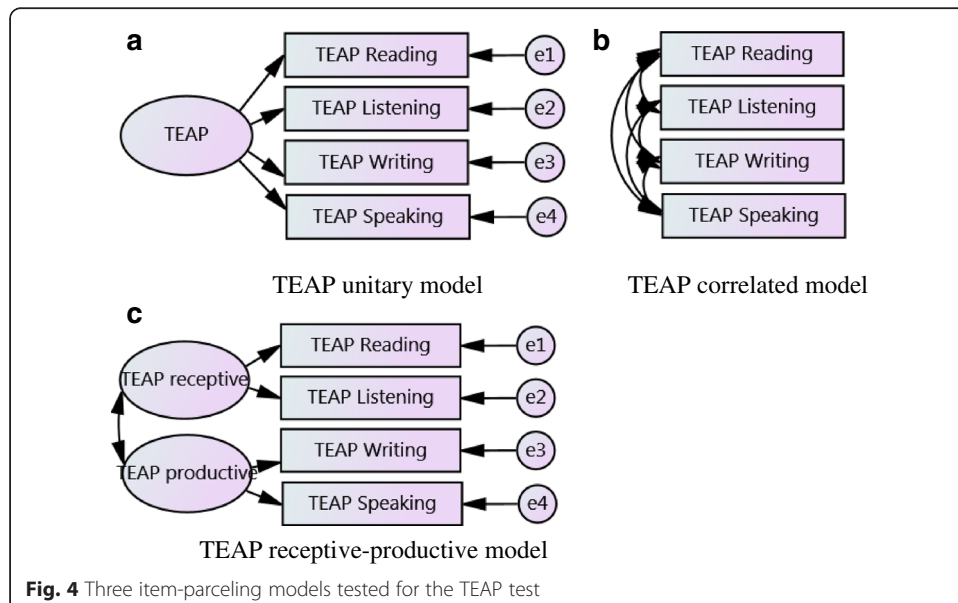 a
TEAP
TEAP Reading
TEAP Listening
TEAP Writing
TEAP Speaking
e1
e2
e3
e4
TEAP unitary model
b
TEAP Reading
TEAP Listening
TEAP Writing
TEAP Speaking
TEAP correlated model
c
TEAP receptive
TEAP productive
TEAP Reading
TEAP Listening
TEAP Writing
TEAP Speaking
e1
e2
e3
e4
TEAP receptive-productive model
Fig. 4 Three item-parceling models tested for the TEAP test